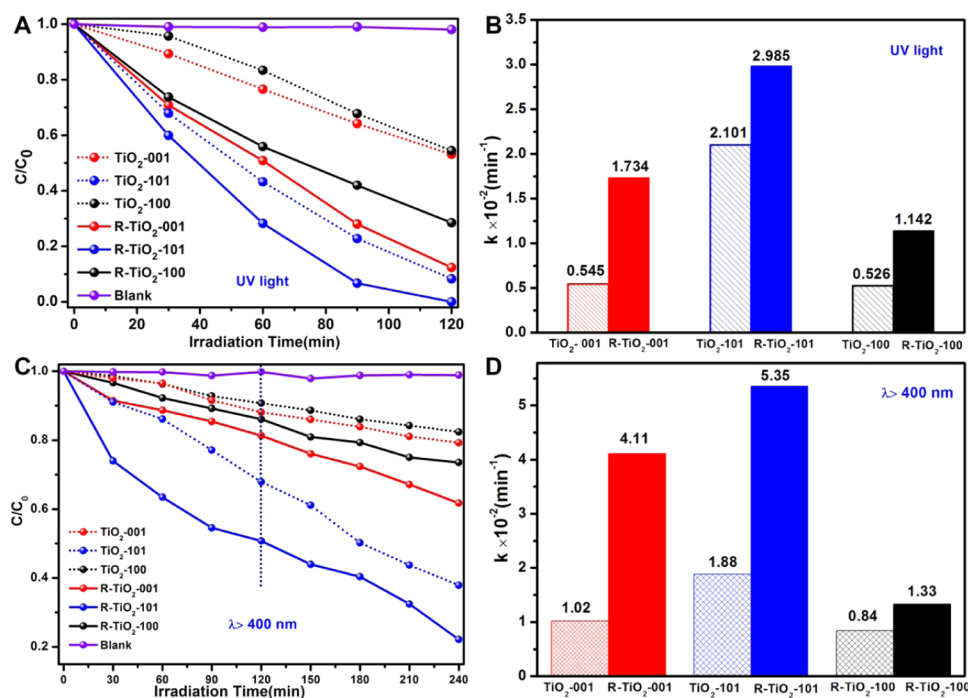 A
C/C0
1.0
0.8
0.6
0.4
0.2
0.0
TiO2-001
TiO2-101
TiO2-100
R-TiO2-001
R-TiO2-101
R-TiO2-100
Blank
UV light
0 20 40 60 80 100 120
Irradiation Time(min)
B
k ×10-2(min-1)
3.5
3.0
2.5
2.0
1.5
1.0
0.5
0.0
UV light
0.545
1.734
2.101
2.985
0.526
1.142
TiO2- 001 R-TiO2-001 TiO2-101 R-TiO2-101 TiO2-100 R-TiO2-100
C
C/C0
1.0
0.8
0.6
0.4
0.2
TiO2-001
TiO2-101
TiO2-100
R-TiO2-001
R-TiO2-101
R-TiO2-100
Blank
λ> 400 nm
0 30 60 90 120 150 180 210 240
Irradiation Time(min)
D
k ×10-2(min-1)
5
4
3
2
1
0
λ> 400 nm
1.02
4.11
1.88
5.35
0.84
1.33
TiO2-001 R-TiO2-001 TiO2-101 R-TiO2-101 TiO2-100 R-TiO2-100